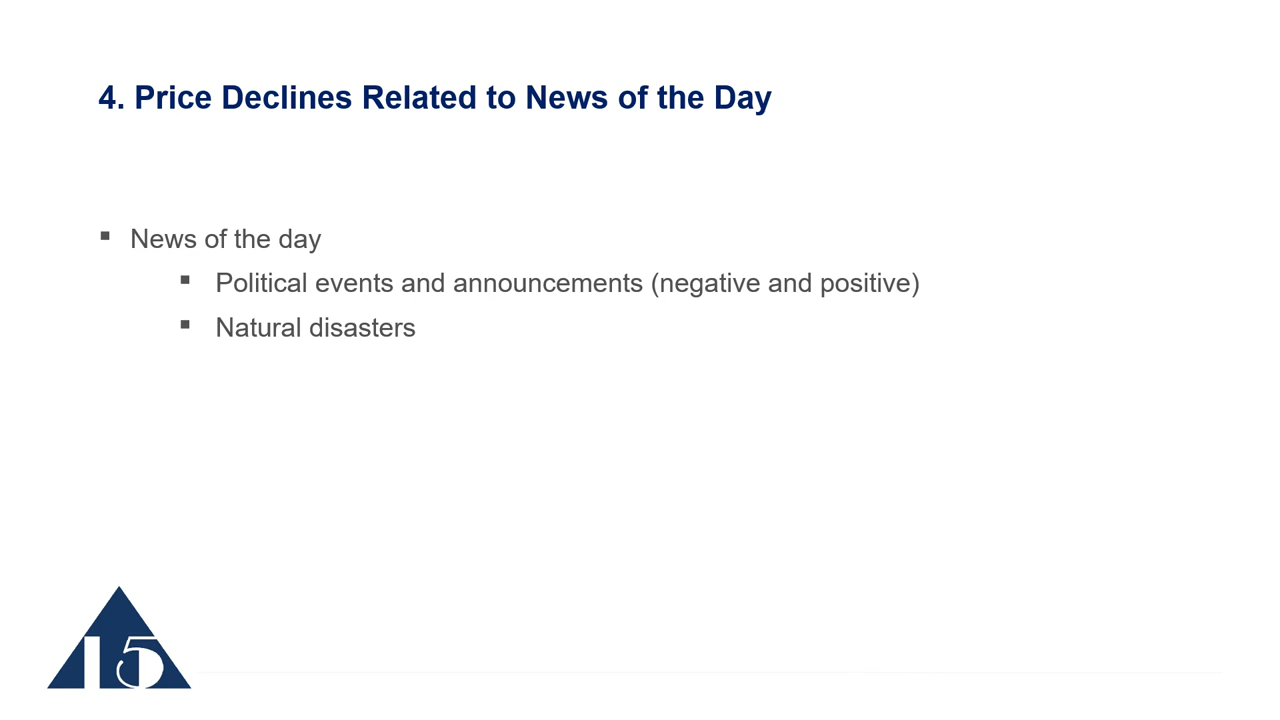 4. Price Declines Related to News of the Day
▪ News of the day
▪ Political events and announcements (negative and positive)
▪ Natural disasters
15